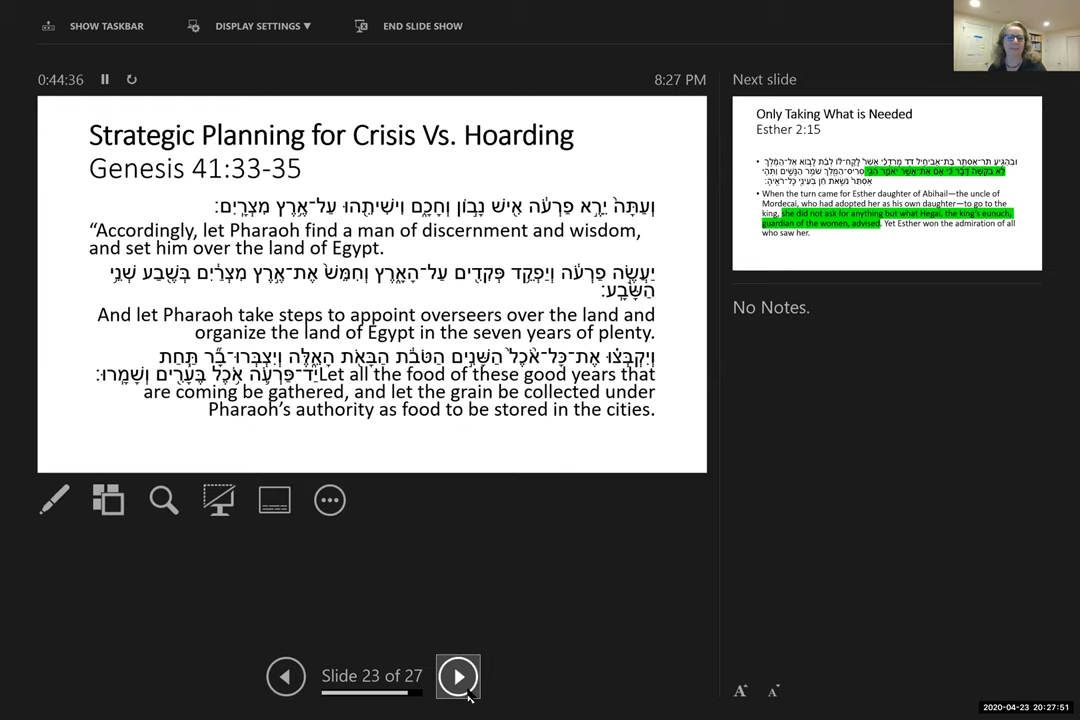 SHOW TASKBAR
DISPLAY SETTINGS ▼
END SLIDE SHOW
0:44:36
8:27 PM
Strategic Planning for Crisis Vs. Hoarding
Genesis 41:33-35
וְעַתָּה֙ יֵרֶ֣א פַרְעֹ֔ה אִ֖ישׁ נָב֣וֹן וְחָכָ֑ם וִישִׁיתֵ֖הוּ עַל־אֶ֥רֶץ מִצְרָֽיִם׃
“Accordingly, let Pharaoh find a man of discernment and wisdom,
and set him over the land of Egypt.
יַעֲשֶׂ֣ה פַרְעֹ֔ה וְיַפְקֵ֥ד פְּקִדִ֖ים עַל־הָאָ֑רֶץ וְחִמֵּשׁ֙ אֶת־אֶ֣רֶץ מִצְרַ֔יִם בְּשֶׁ֖בַע שְׁנֵ֥י
הַשָּׂבָֽע׃
And let Pharaoh take steps to appoint overseers over the land and
organize the land of Egypt in the seven years of plenty.
וְיִקְבְּצ֗וּ אֶת־כׇּל־אֹ֙כֶל֙ הַשָּׁנִ֣ים הַטֹּבֹ֔ת הַבָּאֹ֖ת הָאֵ֑לֶּה וְיִצְבְּרוּ־בָ֞ר תַּ֧חַת
יַד־פַּרְעֹ֛ה אֹ֥כֶל בֶּעָרִ֖ים וְשָׁמָֽרוּ׃Let all the food of these good years that
are coming be gathered, and let the grain be collected under
Pharaoh’s authority as food to be stored in the cities.
Slide 23 of 27
Next slide
Only Taking What is Needed
Esther 2:15
• וּבְהַגִּ֣יעַ תֹּר־אֶסְתֵּ֣ר בַּת־אֲבִיחַ֣יִל דֹּ֣ד מׇרְדֳּכַ֡י אֲשֶׁר֩ לָקַֽח־ל֨וֹ לְבַ֜ת לָב֣וֹא אֶל־הַמֶּ֗לֶךְ
לֹ֤א בִקְשָׁה֙ דָּבָ֔ר כִּ֠י אִ֣ם אֶת־אֲשֶׁ֥ר יֹאמַ֛ר הֵגַ֥י סְרִיס־הַמֶּ֖לֶךְ שֹׁמֵ֣ר הַנָּשִׁ֑ים וַתְּהִ֤י
אֶסְתֵּר֙ נֹשֵׂ֣את חֵ֔ן בְּעֵינֵ֖י כׇּל־רֹאֶֽיהָ׃
• When the turn came for Esther daughter of Abihail—the uncle of
Mordecai, who had adopted her as his own daughter—to go to the
king, she did not ask for anything but what Hegai, the king’s eunuch,
guardian of the women, advised. Yet Esther won the admiration of all
who saw her.
No Notes.
A A
2020-04-23 20:27:51